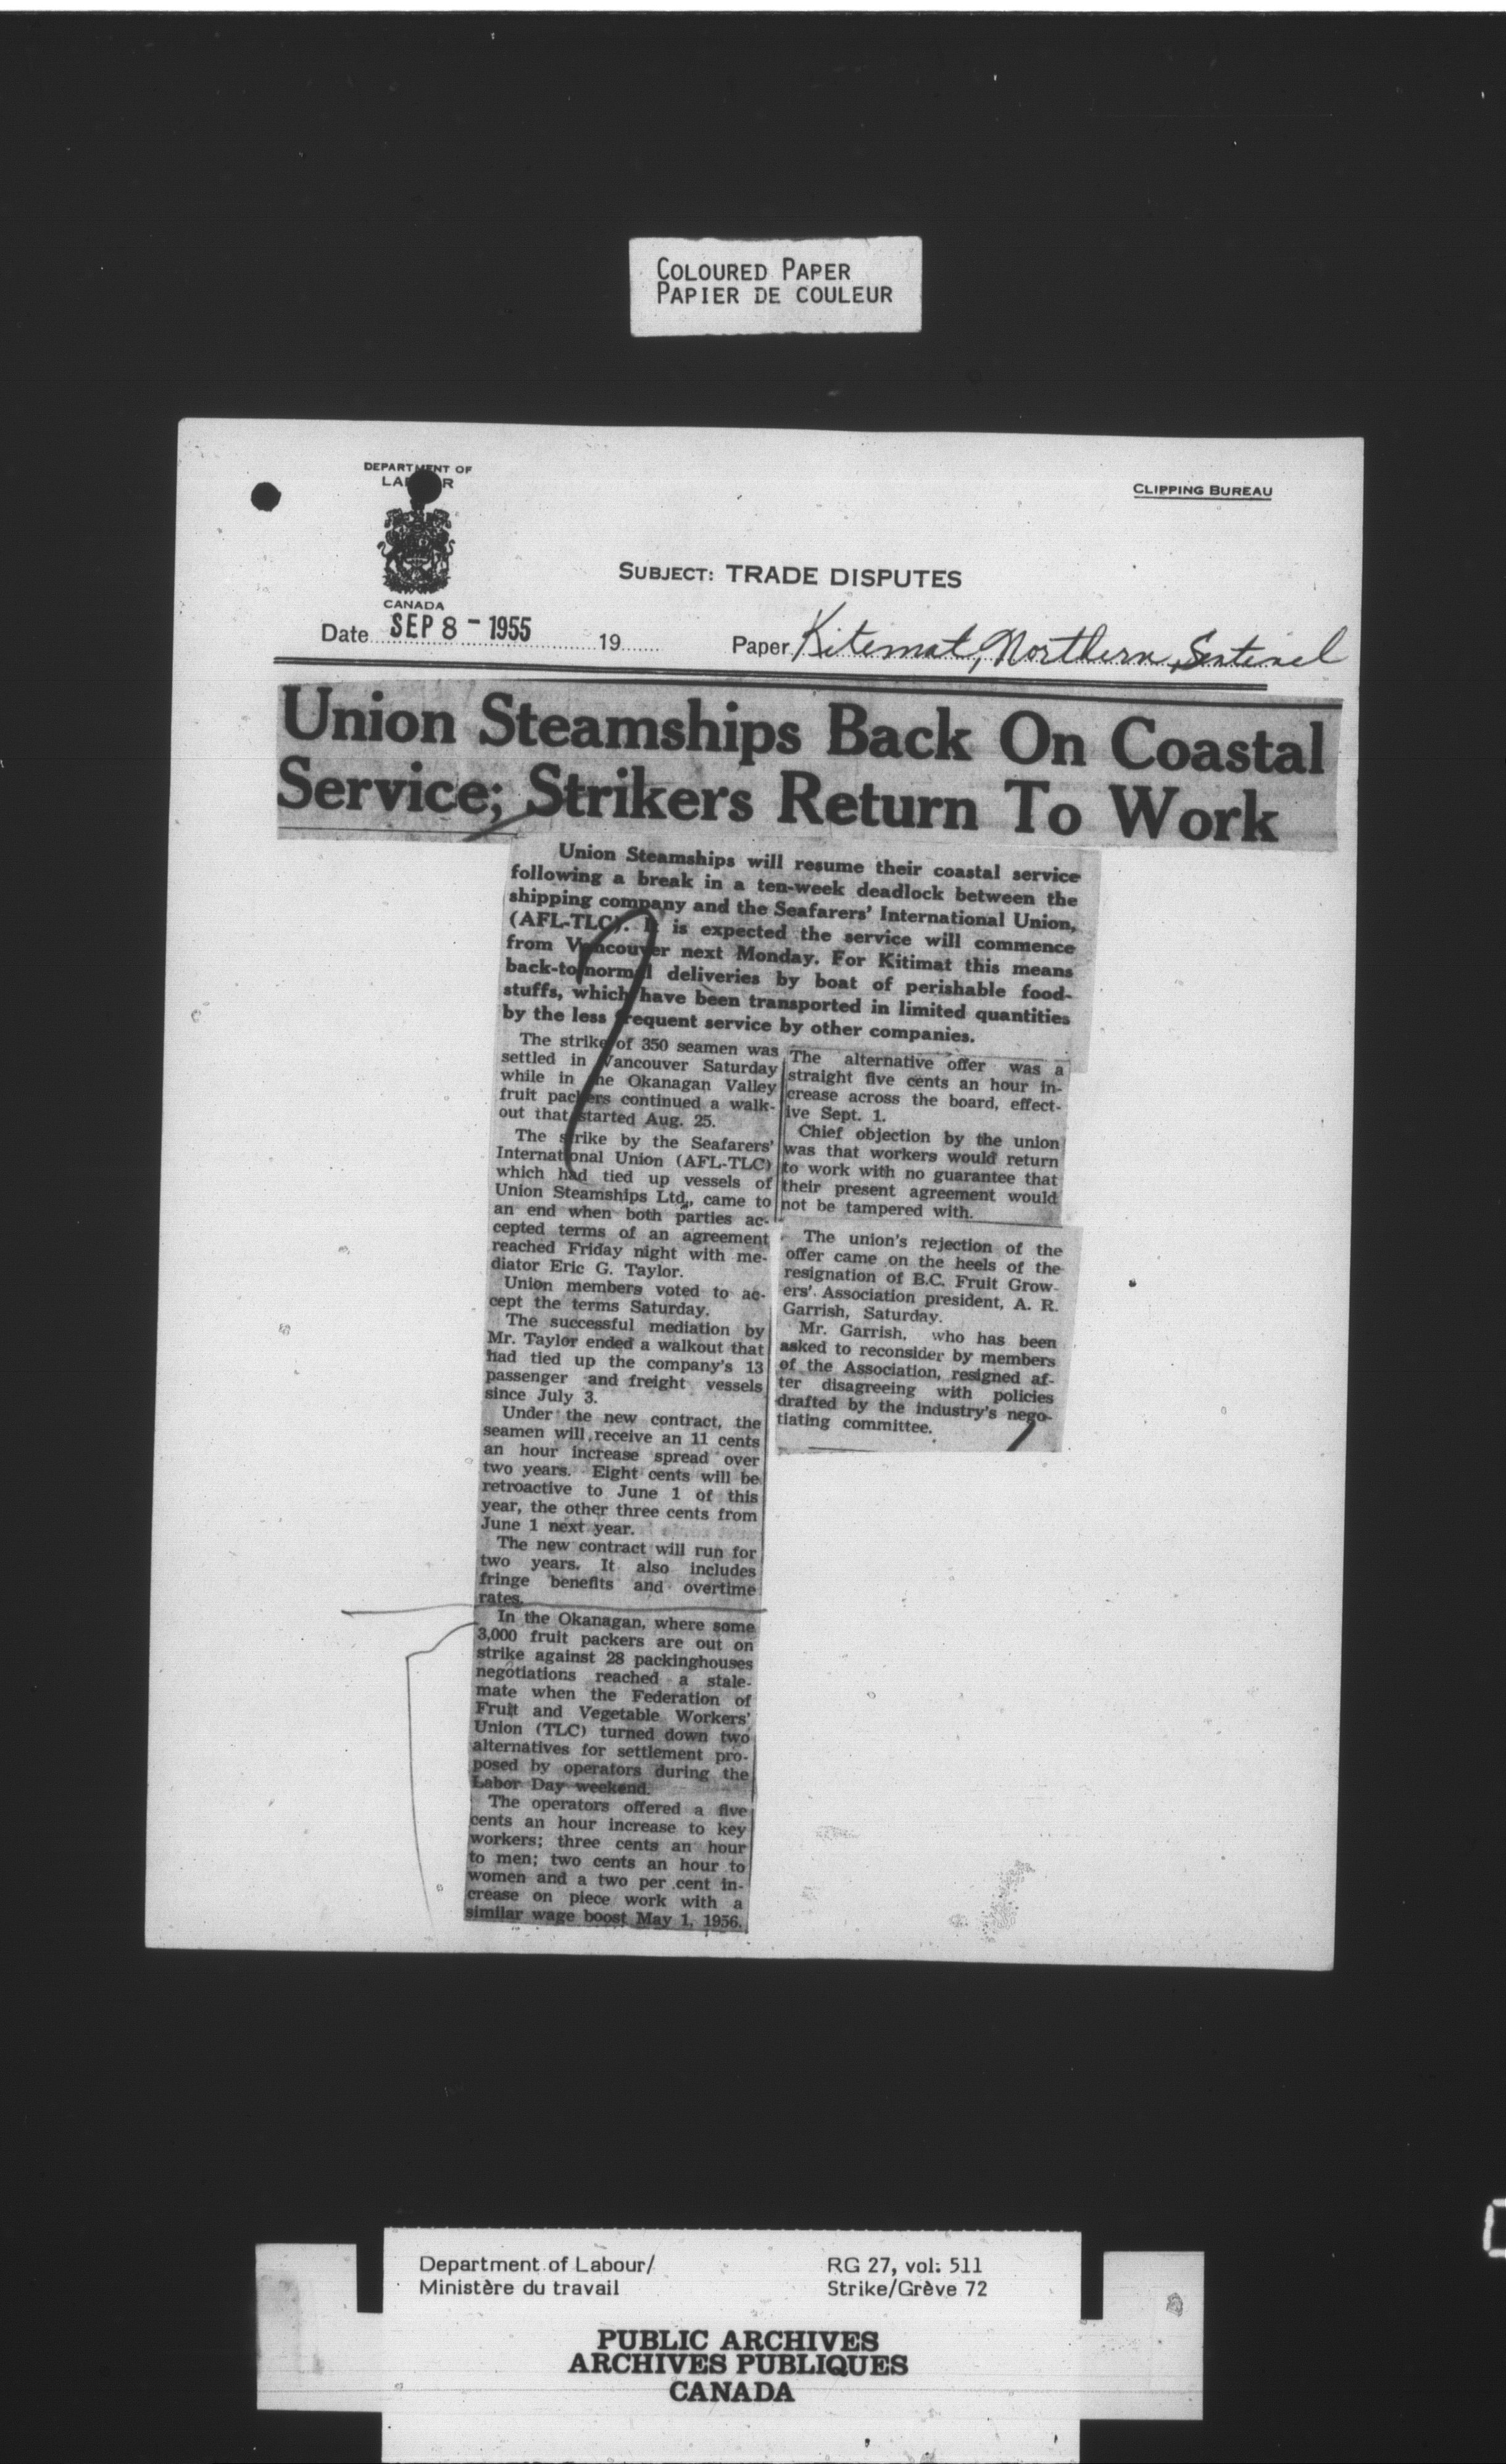 COLOURED PAPER
PAPIER DE COULEUR
DEPARTMENT OF
LABOUR
CLIPPING BUREAU
SUBJECT: TRADE DISPUTES
CANADA
Date SEP 8 - 1955 19
Paper Kitemat, Northern, Sentinel
Union Steamships Back On Coastal
Service; Strikers Return To Work
Union Steamships will resume their coastal service
following a break in a ten-week deadlock between the
shipping company and the Seafarers' International Union,
(AFL-TLC). It is expected the service will commence
from Vancouver next Monday. For Kitimat this means
back-to normal deliveries by boat of perishable food-
stuffs, which have been transported in limited quantities
by the less frequent service by other companies.
The strike of 350 seamen was
settled in Vancouver Saturday
while in the Okanagan Valley
fruit packers continued a walk-
out that started Aug. 25.
The strike by the Seafarers'
International Union (AFL-TLC)
which had tied up vessels of
Union Steamships Ltd., came to
an end when both parties ac-
cepted terms of an agreement
reached Friday night with me-
diator Eric G. Taylor.
Union members voted to ac-
cept the terms Saturday.
The successful mediation by
Mr. Taylor ended a walkout that
had tied up the company's 13
passenger and freight vessels
since July 3.
Under the new contract, the
seamen will receive an 11 cents
an hour increase spread over
two years. Eight cents will be
retroactive to June 1 of this
year, the other three cents from
June 1 next year.
The new contract will run for
two years. It also includes
fringe benefits and overtime
rates.
In the Okanagan, where some
3,000 fruit packers are out on
strike against 28 packinghouses
negotiations reached a stale-
mate when the Federation of
Fruit and Vegetable Workers'
Union (TLC) turned down two
alternatives for settlement pro-
posed by operators during the
Labor Day weekend.
The operators offered a five
cents an hour increase to key
workers; three cents an hour
to men; two cents an hour to
women and a two per cent in-
crease on piece work with a
similar wage boost May 1, 1956.
The alternative offer was a
straight five cents an hour in-
crease across the board, effect-
ive Sept. 1.
Chief objection by the union
was that workers would return
to work with no guarantee that
their present agreement would
not be tampered with.
The union's rejection of the
offer came on the heels of the
resignation of B.C. Fruit Grow-
ers' Association president, A. R.
Garrish, Saturday.
Mr. Garrish, who has been
asked to reconsider by members
of the Association, resigned af-
ter disagreeing with policies
drafted by the industry's nego-
tiating committee.
Department of Labour/
Ministère du travail
RG 27, vol. 511
Strike/Grève 72
PUBLIC ARCHIVES
ARCHIVES PUBLIQUES
CANADA